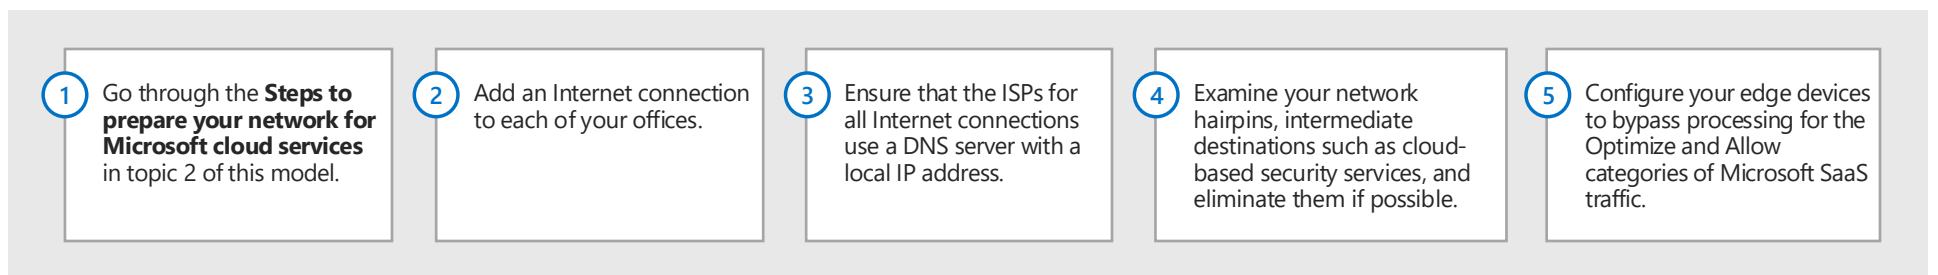 1
Go through the Steps to
prepare your network for
Microsoft cloud services
in topic 2 of this model.
2
Add an Internet connection
to each of your offices.
3
Ensure that the ISPs for
all Internet connections
use a DNS server with a
local IP address.
4
Examine your network
hairpins, intermediate
destinations such as cloud-
based security services, and
eliminate them if possible.
5
Configure your edge devices
to bypass processing for the
Optimize and Allow
categories of Microsoft SaaS
traffic.